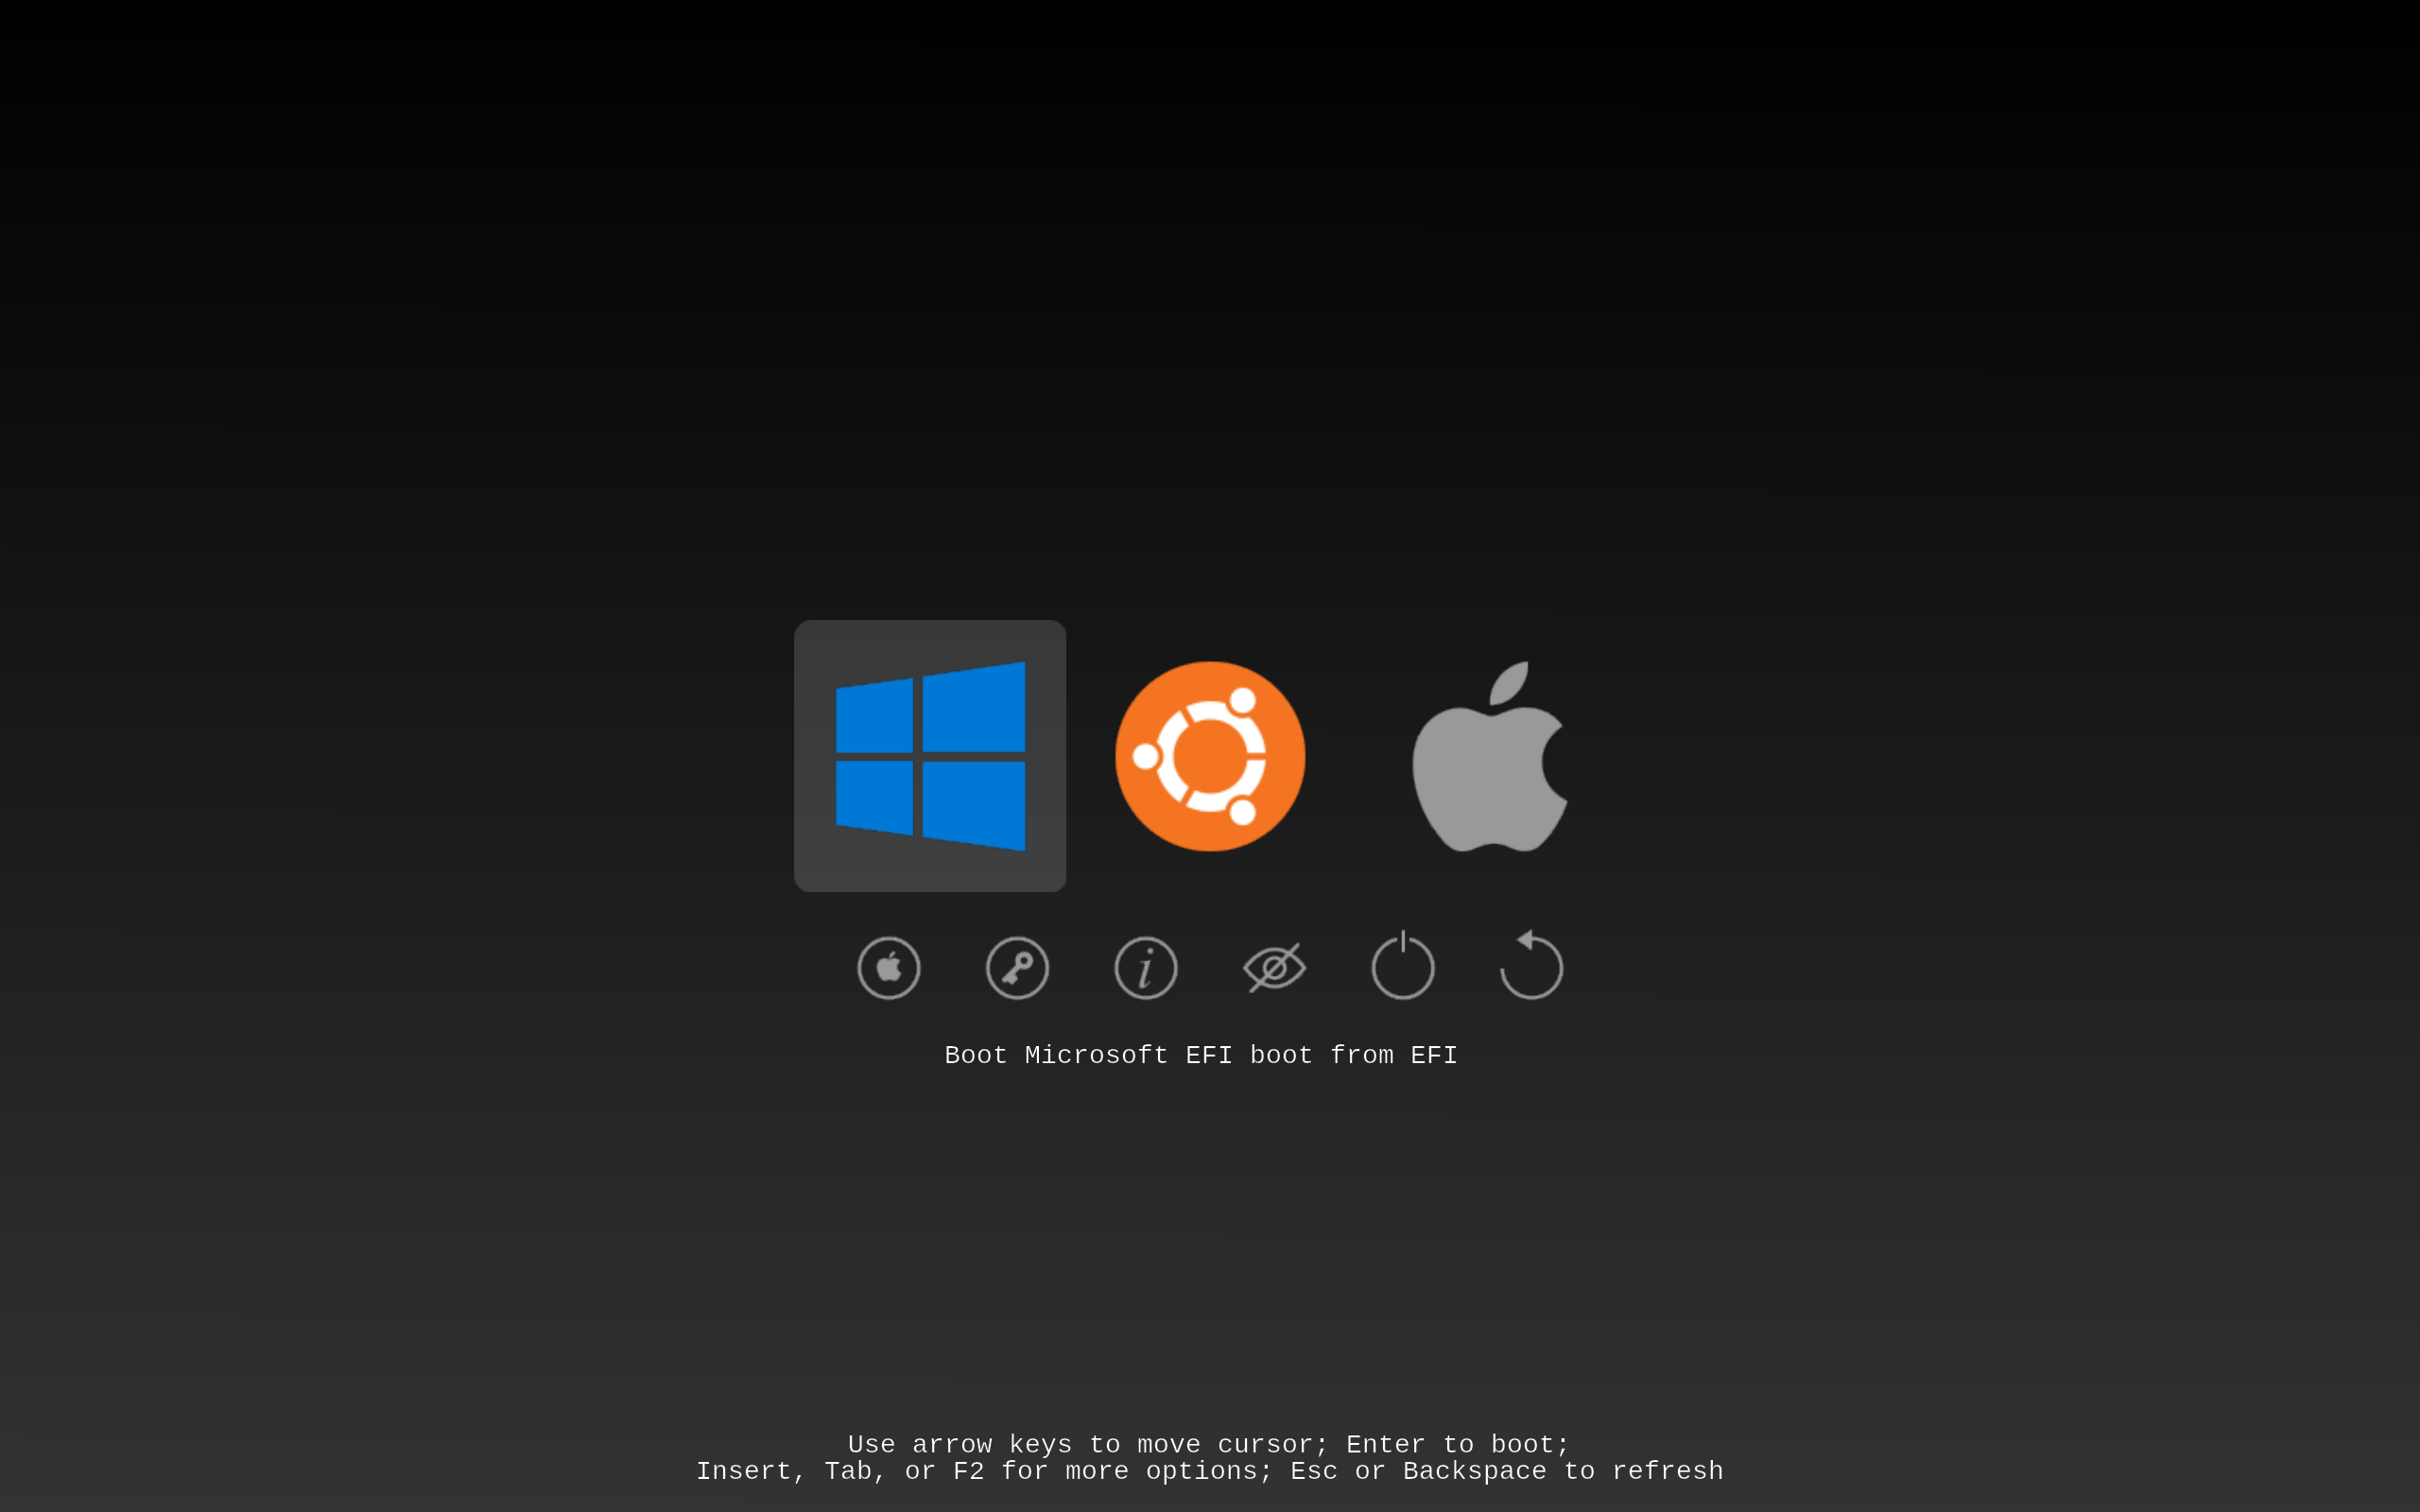 Boot Microsoft EFI boot from EFI
Use arrow keys to move cursor; Enter to boot;
Insert, Tab, or F2 for more options; Esc or Backspace to refresh